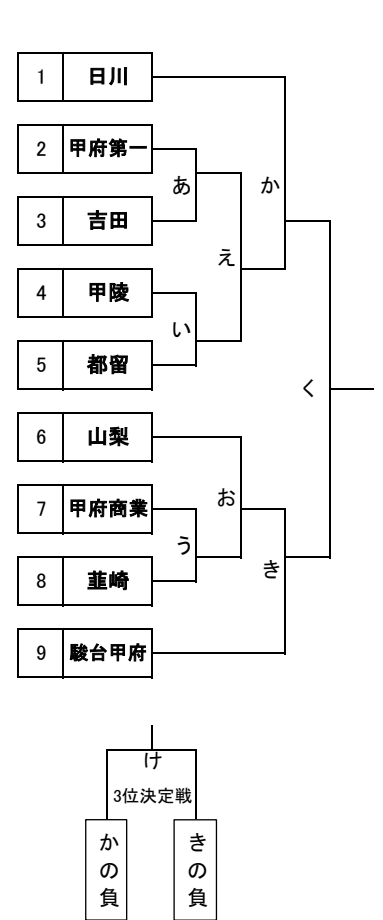 1 日川
2 甲府第一
あ
か
3 吉田
え
4 甲陵
い
5 都留
く
6 山梨
お
7 甲府商業
う
き
8 韮崎
9 駿台甲府
け
3位決定戦
かの負
きの負